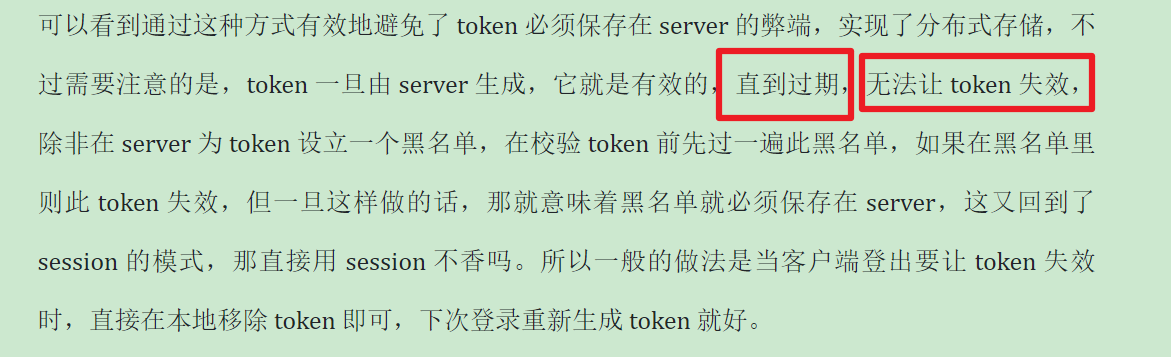 可以看到通过这种方式有效地避免了 token 必须保存在 server 的弊端，实现了分布式存储，不
过需要注意的是，token 一旦由 server 生成，它就是有效的，直到过期，无法让 token 失效，
除非在 server 为 token 设立一个黑名单，在校验 token 前先过一遍此黑名单，如果在黑名单里
则此 token 失效，但一旦这样做的话，那就意味着黑名单就必须保存在 server，这又回到了
session 的模式，那直接用 session 不香吗。所以一般的做法是当客户端登出要让 token 失效
时，直接在本地移除 token 即可，下次登录重新生成 token 就好。